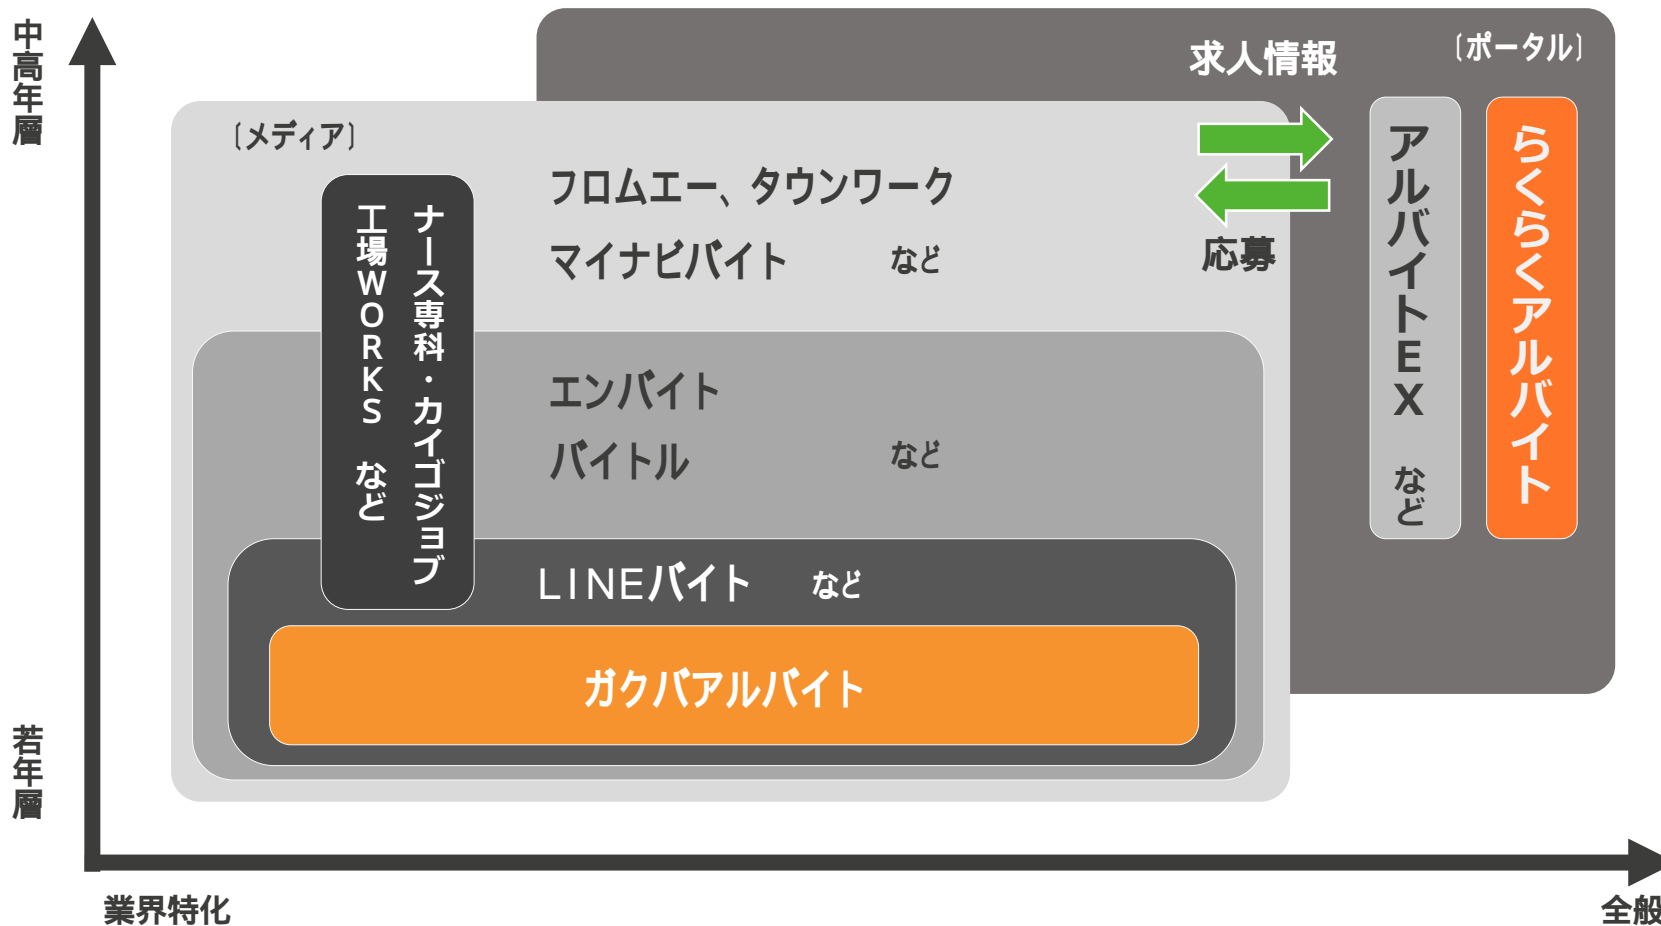 中高年層
求人情報
〔ポータル〕
〔メディア〕
フロムエー、タウンワーク
マイナビバイト など
応募
ナース専科・カイゴジョブ
工場WORKS など
アルバイトEX など
らくらくアルバイト
エンバイト
バイトル など
LINEバイト など
ガクバアルバイト
若年層
業界特化
全般